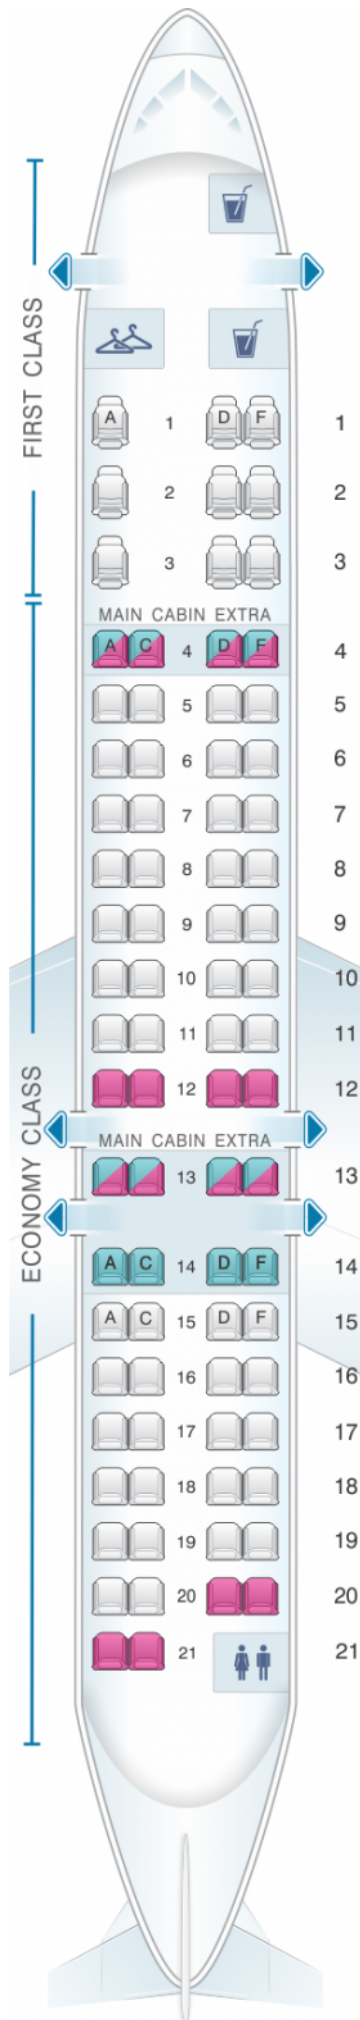 FIRST CLASS
A 1 D F 1
2 2
3 3
MAIN CABIN EXTRA
A C 4 D F 4
5 5
6 6
7 7
8 8
9 9
10 10
11 11
12 12
MAIN CABIN EXTRA
13 13
ECONOMY CLASS
A C 14 D F 14
A C 15 D F 15
16 16
17 17
18 18
19 19
20 20
21 21